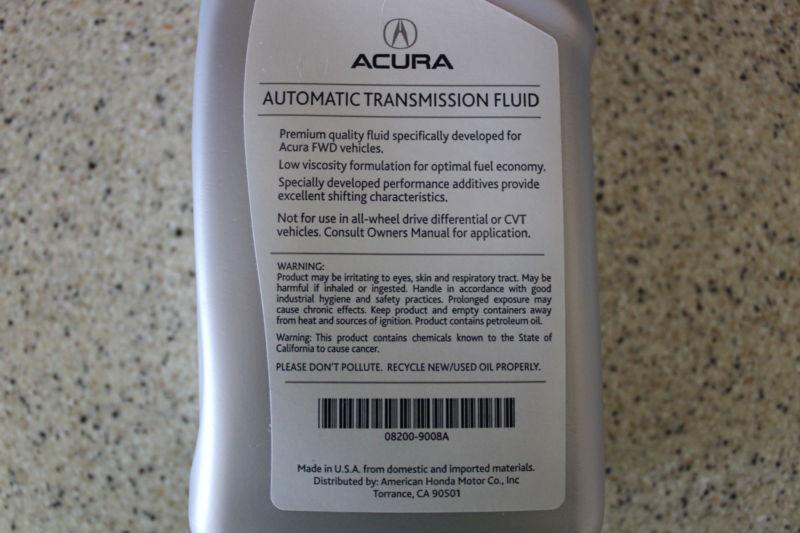 ACURA
AUTOMATIC TRANSMISSION FLUID
Premium quality fluid specifically developed for
Acura FWD vehicles.
Low viscosity formulation for optimal fuel economy.
Specially developed performance additives provide
excellent shifting characteristics.
Not for use in all-wheel drive differential or CVT
vehicles. Consult Owners Manual for application.
WARNING:
Product may be irritating to eyes, skin and respiratory tract. May be
harmful if inhaled or ingested. Handle in accordance with good
industrial hygiene and safety practices. Prolonged exposure may
cause chronic effects. Keep product and empty containers away
from heat and sources of ignition. Product contains petroleum oil.
Warning: This product contains chemicals known to the State of
California to cause cancer.
PLEASE DON'T POLLUTE. RECYCLE NEW/USED OIL PROPERLY.
08200-9008A
Made in U.S.A. from domestic and imported materials.
Distributed by: American Honda Motor Co., Inc
Torrance, CA 90501